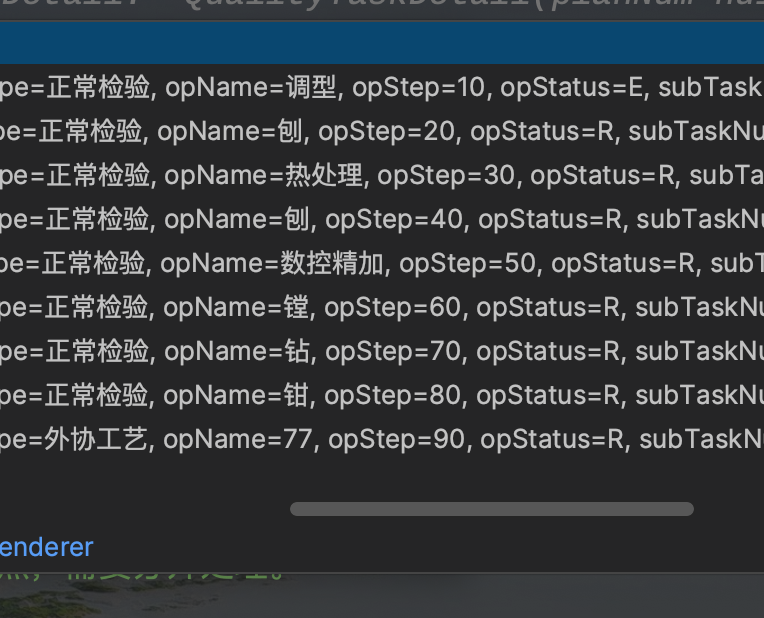 pe=正常检验, opName=调型, opStep=10, opStatus=E, subTask
pe=正常检验, opName=刨, opStep=20, opStatus=R, subTaskNu
pe=正常检验, opName=热处理, opStep=30, opStatus=R, subTa
pe=正常检验, opName=刨, opStep=40, opStatus=R, subTaskNu
pe=正常检验, opName=数控精加, opStep=50, opStatus=R, subT
pe=正常检验, opName=镗, opStep=60, opStatus=R, subTaskNu
pe=正常检验, opName=钻, opStep=70, opStatus=R, subTaskNu
pe=正常检验, opName=钳, opStep=80, opStatus=R, subTaskNu
pe=外协工艺, opName=77, opStep=90, opStatus=R, subTaskN
enderer